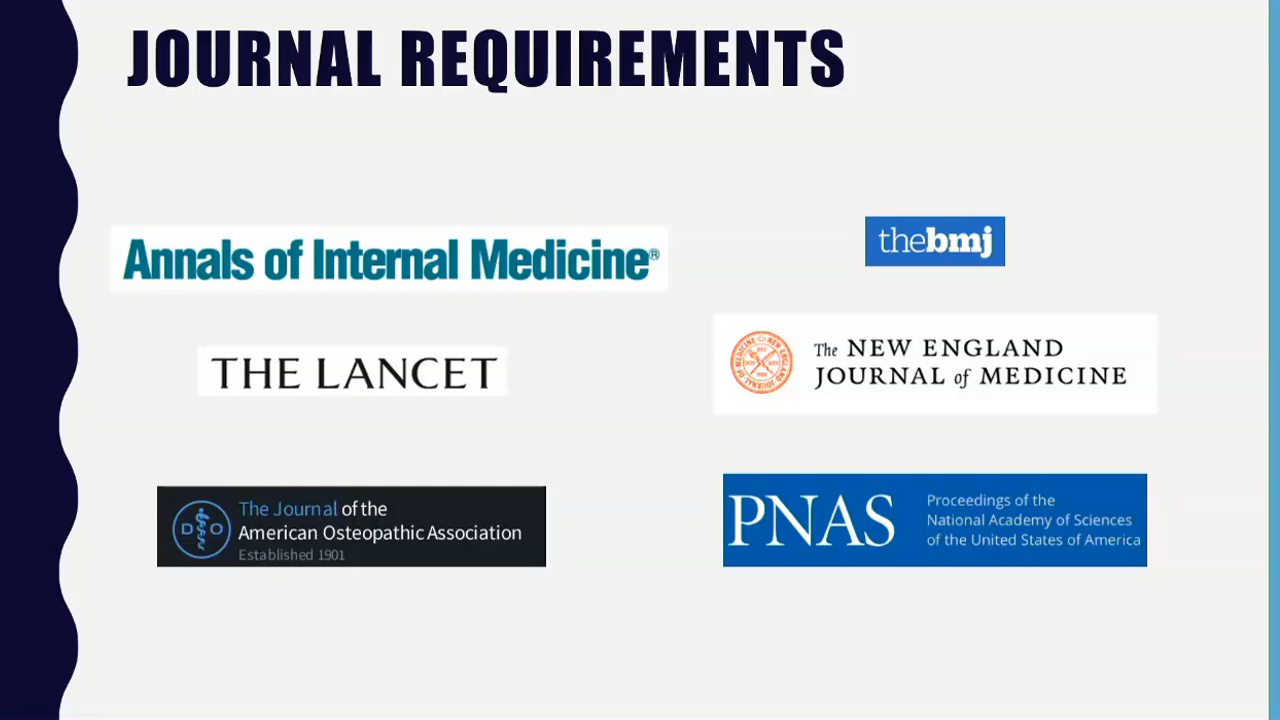 JOURNAL REQUIREMENTS
Annals of Internal Medicine®
thebmj
THE LANCET
The NEW ENGLAND
JOURNAL of MEDICINE
D O
The Journal of the
American Osteopathic Association
Established 1901
PNAS
Proceedings of the
National Academy of Sciences
of the United States of America